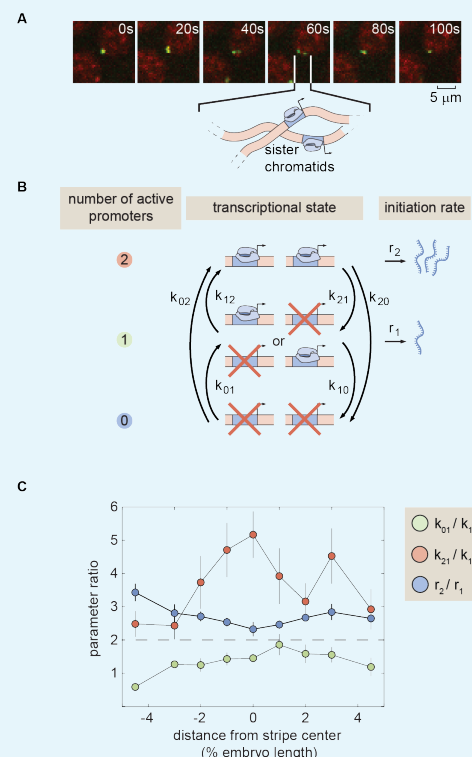 A
0s
20s
40s
60s
80s
100s
5 μm
sister
chromatids
B
number of active
promoters
transcriptional state
initiation rate
2
r2
k02
k12
k21
k20
1
or
r1
k01
k10
0
C
6
5
4
3
2
1
parameter ratio
-4
-2
0
2
4
distance from stripe center
(% embryo length)
k01 / k1
k21 / k1
r2 / r1